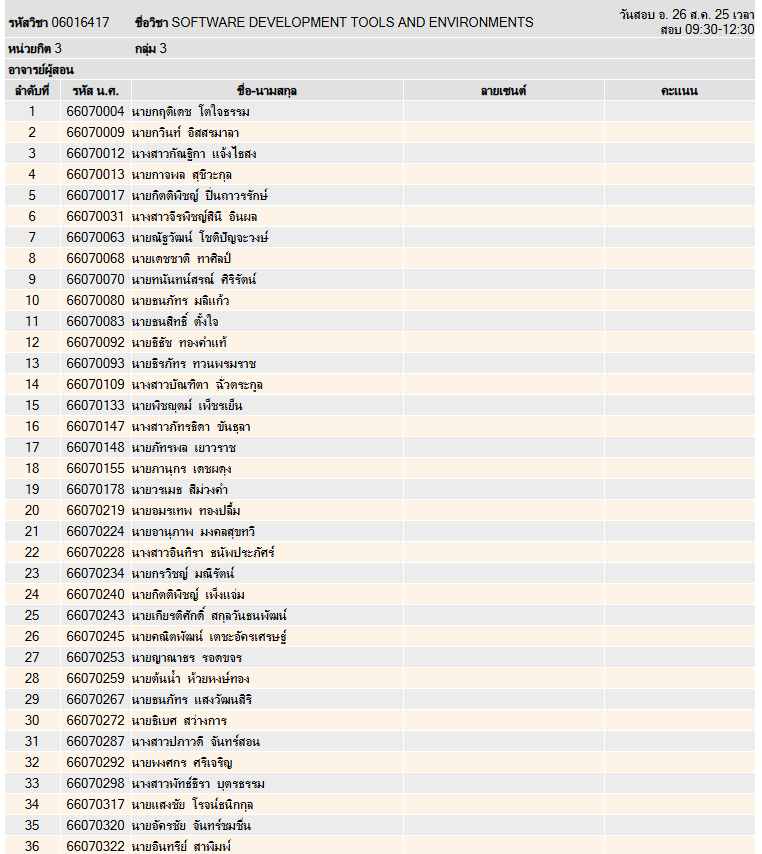 รหัสวิชา 06016417 ชื่อวิชา SOFTWARE DEVELOPMENT TOOLS AND ENVIRONMENTS วันสอบ อ. 26 ส.ค. 25 เวลา
สอบ 09:30-12:30
หน่วยกิต 3 กลุ่ม 3
อาจารย์ผู้สอน
ลำดับที่ รหัส น.ศ. ชื่อ-นามสกุล ลายเซนต์ คะแนน
1 66070004 นายกฤติเดช โตใจธรรม
2 66070009 นายกวินท์ อิสสรมาลา
3 66070012 นางสาวกัณฐิกา แจ้งไธสง
4 66070013 นายกาจพล สุชีวะกุล
5 66070017 นายกิตติพิชญ์ ปิ่นถาวรรักษ์
6 66070031 นางสาวจิรพิชญ์สินี อินผล
7 66070063 นายณัฐวัฒน์ โชติปัญจะวงษ์
8 66070068 นายเดชชาติ ทาศิลป์
9 66070070 นายทนันทน์สรณ์ ศิริรัตน์
10 66070080 นายธนภัทร มลิแก้ว
11 66070083 นายธนสิทธิ์ ตั้งใจ
12 66070092 นายธีธัช ทองคำแท้
13 66070093 นายธีรภัทร ทวนพรมราช
14 66070109 นางสาวบัณฑิตา ฉั่วตระกูล
15 66070133 นายพิชญุตม์ เพ็ชรเย็น
16 66070147 นางสาวภัทรธิดา ขันธุลา
17 66070148 นายภัทรพล เยาวราช
18 66070155 นายภานุกร เดชผดุง
19 66070178 นายวรเมธ สีม่วงคำ
20 66070219 นายอมรเทพ ทองปลิ้ม
21 66070224 นายอานุภาพ มงคลสุขทวี
22 66070228 นางสาวอินทิรา ธนัพประภัศร์
23 66070234 นายกรวิชญ์ มณีรัตน์
24 66070240 นายกิตติพิชญ์ เพ็งแจ่ม
25 66070243 นายเกียรติศักดิ์ สกุลวันธนพัฒน์
26 66070245 นายคณิตพัฒน์ เตชะอัครเศรษฐ์
27 66070253 นายญาณาธร รอดขจร
28 66070259 นายต้นน้ำ ห้วยหงษ์ทอง
29 66070267 นายธนภัทร แสงวัฒนสิริ
30 66070272 นายธิเบศ สว่างการ
31 66070287 นางสาวปภาวดี จันทร์สอน
32 66070292 นายพงศกร ศรีเจริญ
33 66070298 นางสาวพัทธ์ธีรา บุตรธรรม
34 66070317 นายแสงชัย โรจน์ธนิกกุล
35 66070320 นายอัครชัย จันทร์ชมชื่น
36 66070322 นายอินทรีย์ สาพิมพ์